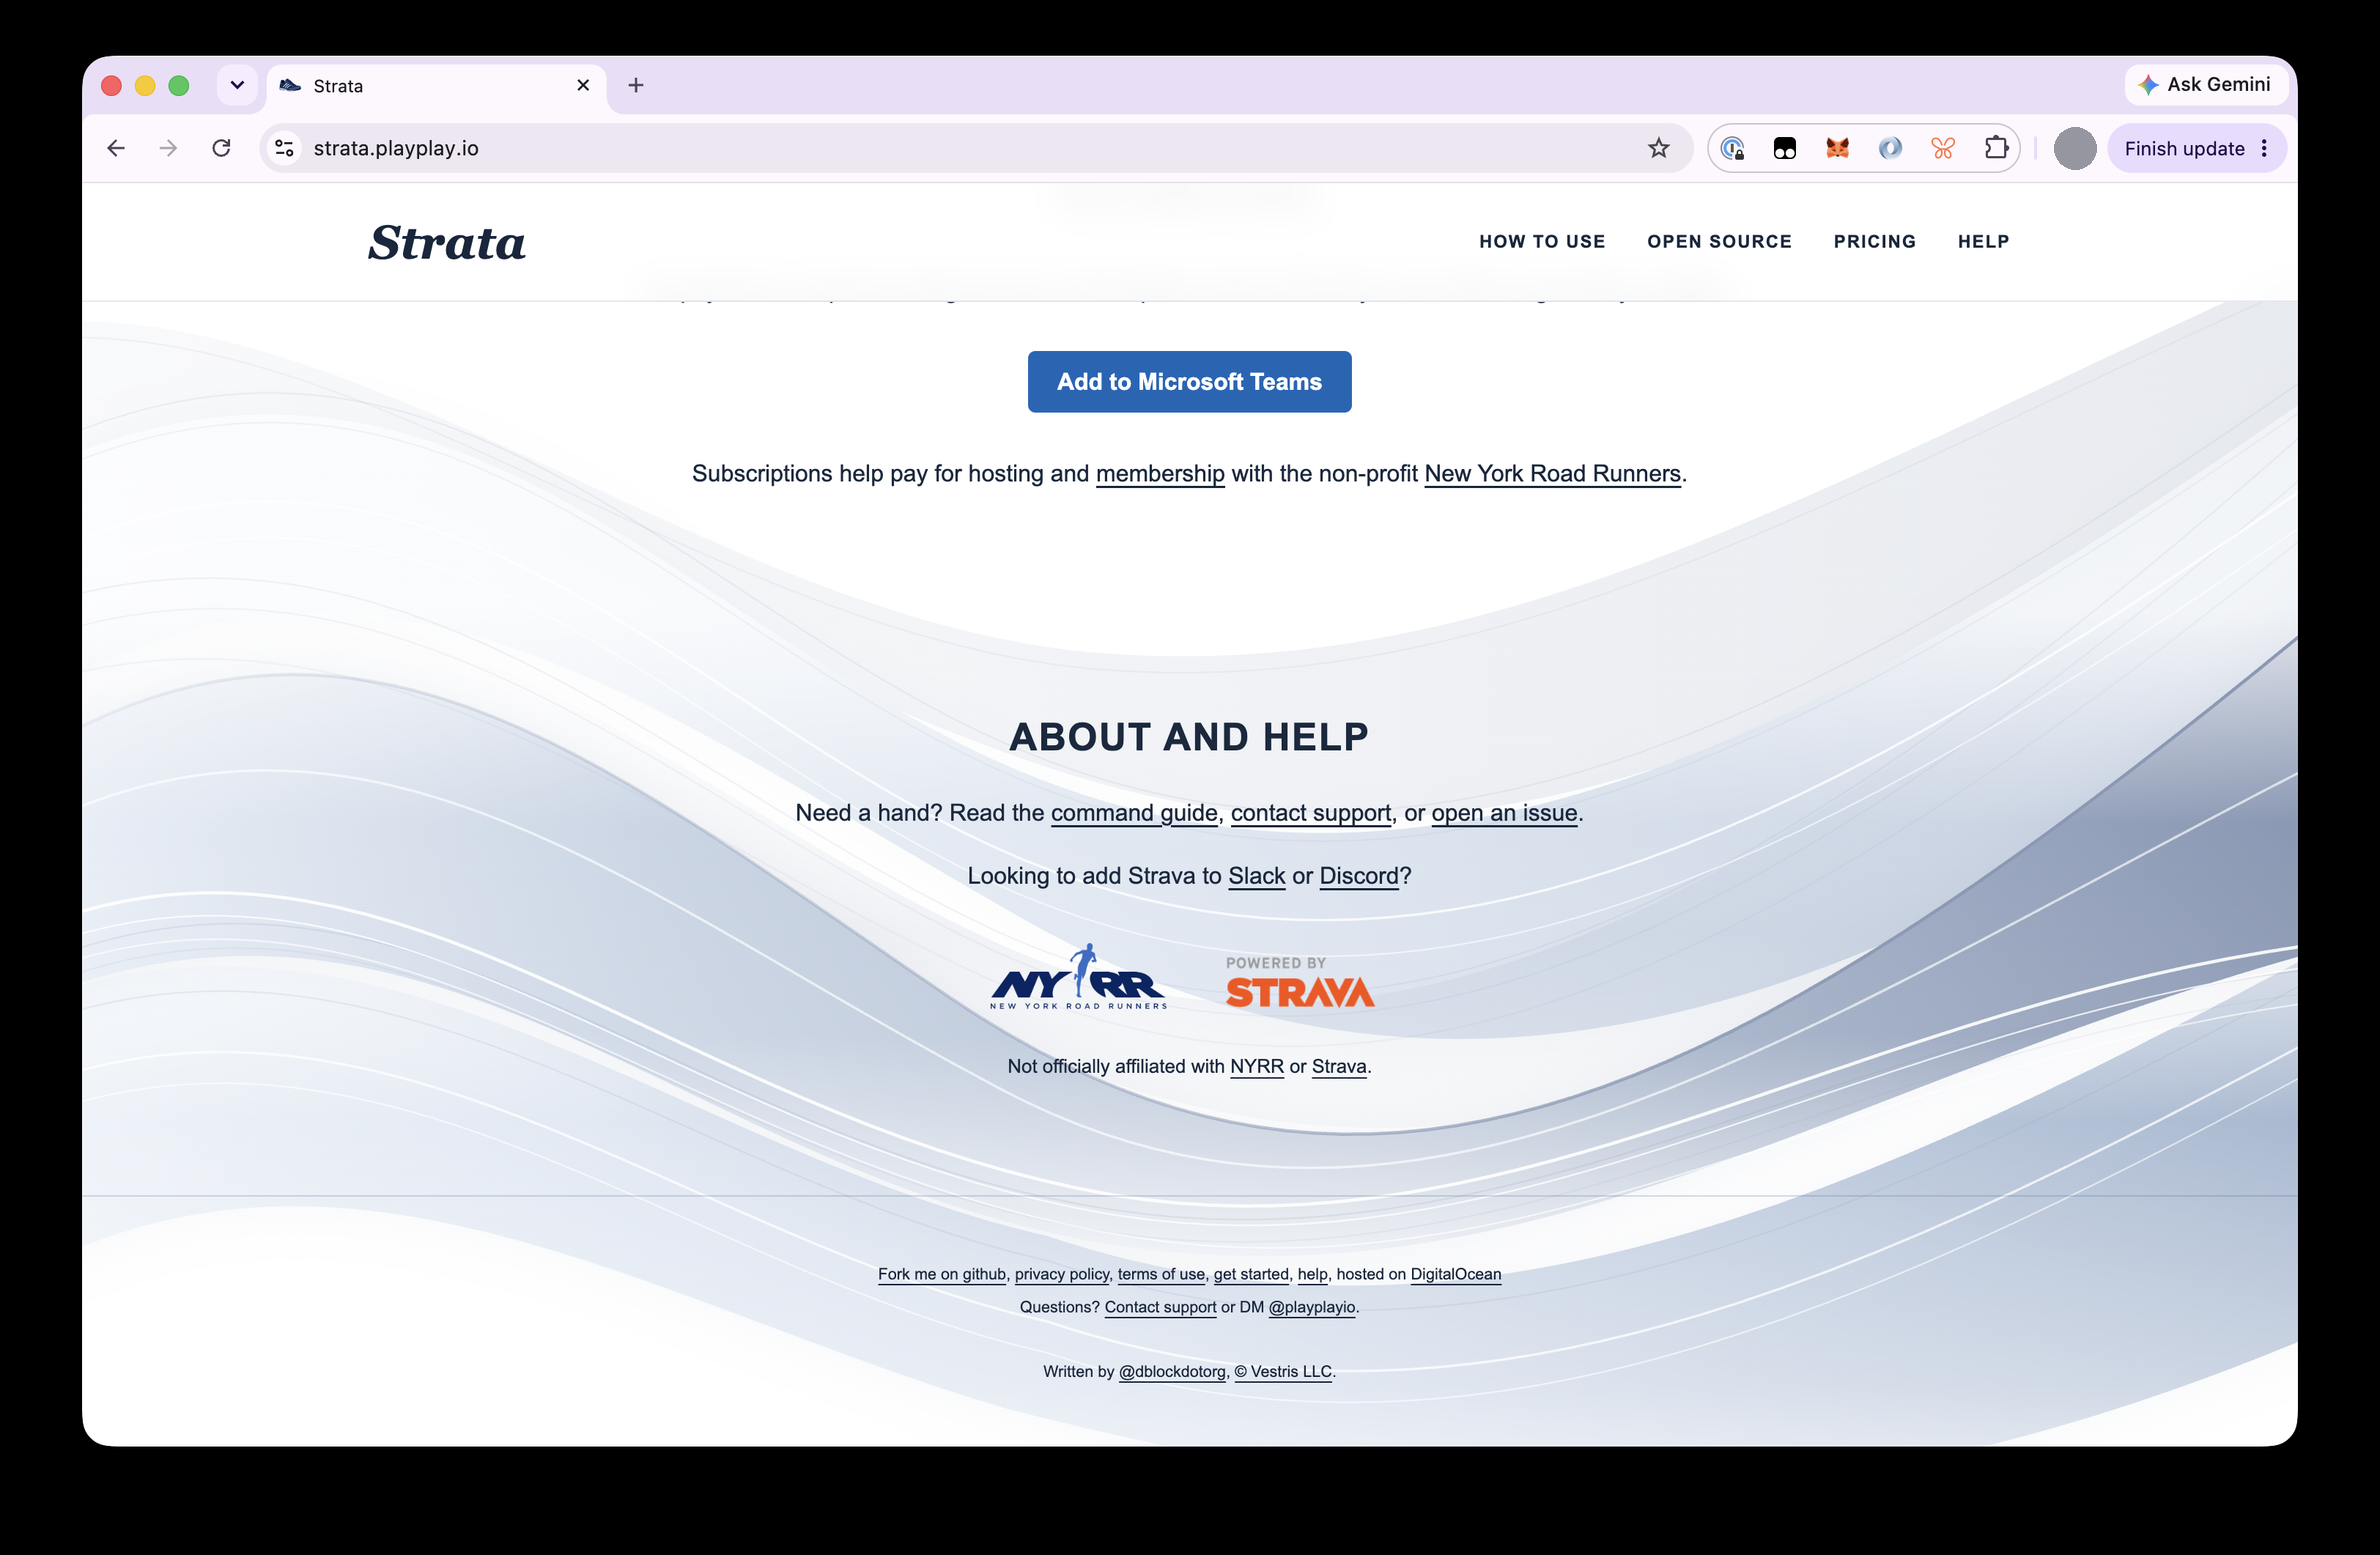 Strata
Ask Gemini
strata.playplay.io
Finish update
Strata
HOW TO USE
OPEN SOURCE
PRICING
HELP
Add to Microsoft Teams
Subscriptions help pay for hosting and membership with the non-profit New York Road Runners.
ABOUT AND HELP
Need a hand? Read the command guide, contact support, or open an issue.
Looking to add Strava to Slack or Discord?
NYRR
NEW YORK ROAD RUNNERS
POWERED BY
STRAVA
Not officially affiliated with NYRR or Strava.
Fork me on github, privacy policy, terms of use, get started, help, hosted on DigitalOcean
Questions? Contact support or DM @playplayio.
Written by @dblockdotorg, © Vestris LLC.